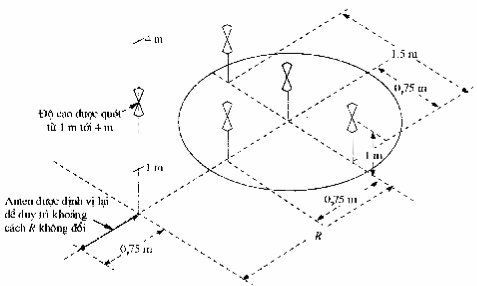 4 m
1.5 m
0,75 m
Độ cao được quét
từ 1 m tới 4 m
1 m
1 m
Anten được định vị lại
để duy trì khoảng
cách R không đổi
0,75 m
0,75 m
R